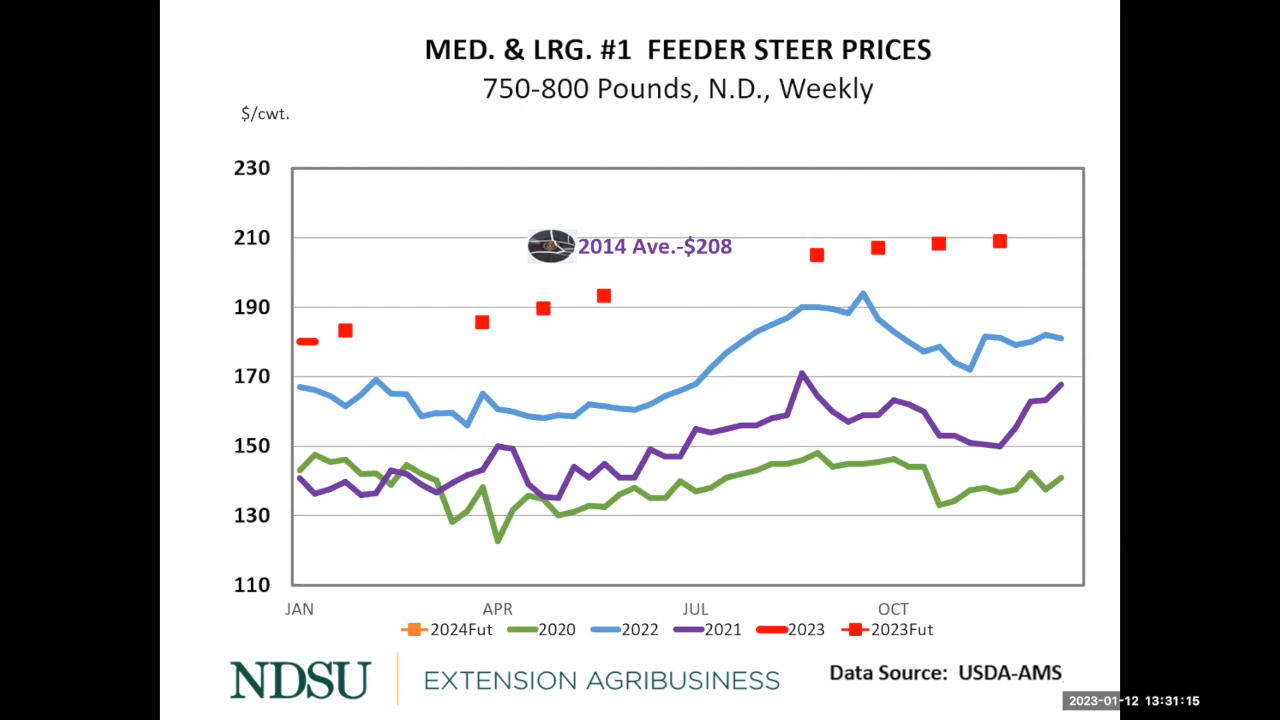 MED. & LRG. #1  FEEDER STEER PRICES
750-800 Pounds, N.D., Weekly
$/cwt.
230
210
2014 Ave.-$208
190
170
150
130
110
JAN APR JUL OCT
2024Fut 2020 2022 2021 2023 2023Fut
NDSU EXTENSION AGRIBUSINESS Data Source:  USDA-AMS
2023-01-12 13:31:15